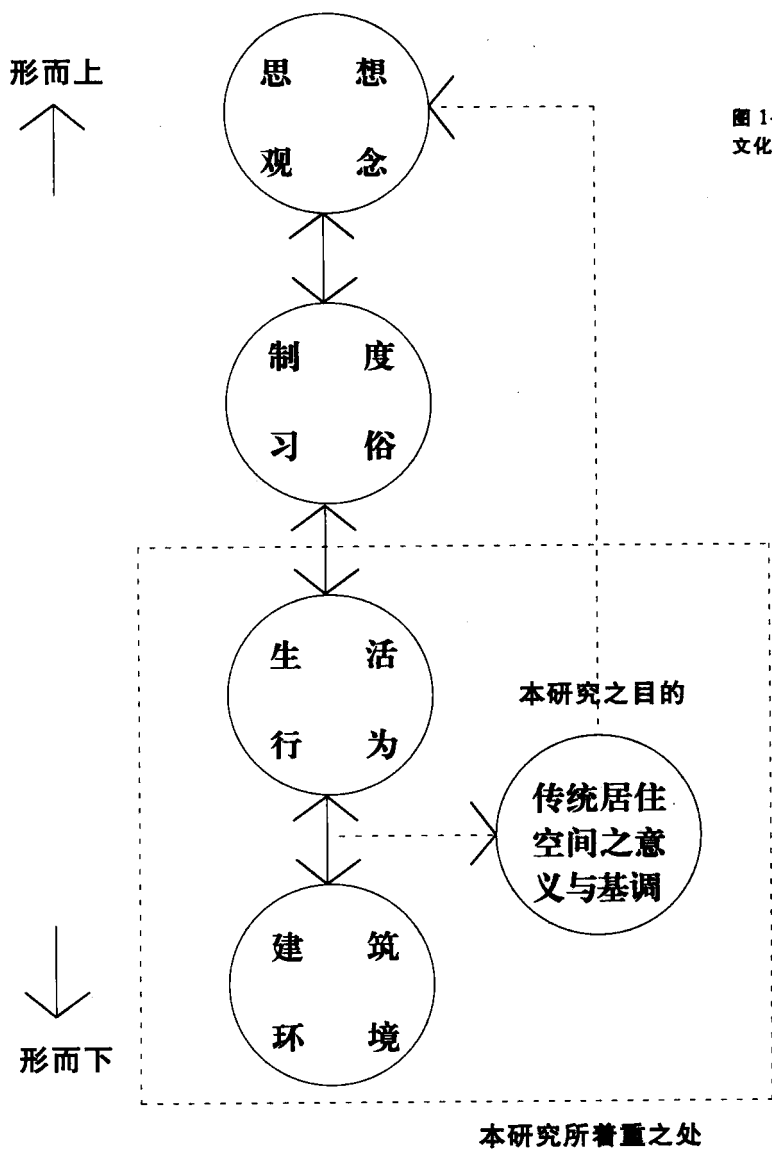 形而上
思 想
观 念
图 1-
文化
制 度
习 俗
生 活
行 为
本研究之目的
传统居住
空间之意
义与基调
建 筑
环 境
形而下
本研究所着重之处